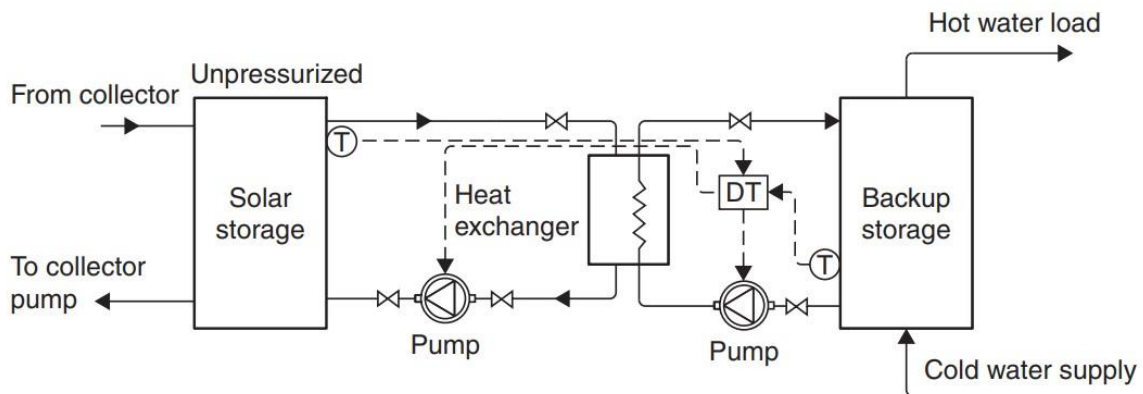 Hot water load
Unpressurized
From collector
T
Solar
storage
Heat
exchanger
DT
Backup
storage
T
To collector
pump
Pump
Pump
Cold water supply